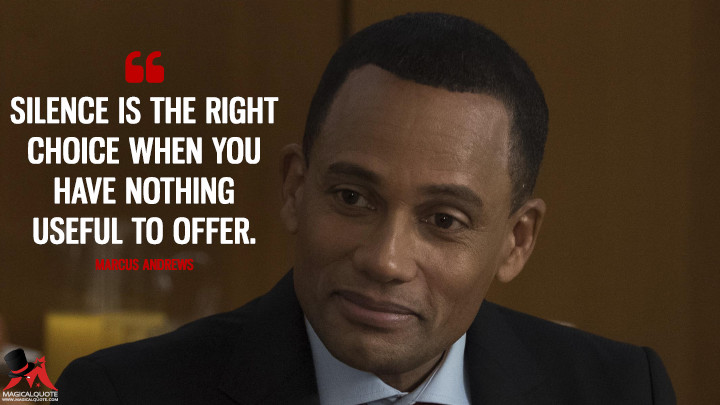 SILENCE IS THE RIGHT
CHOICE WHEN YOU
HAVE NOTHING
USEFUL TO OFFER.
MARCUS ANDREWS
MAGICALQUOTE
WWW.MAGICALQUOTE.COM